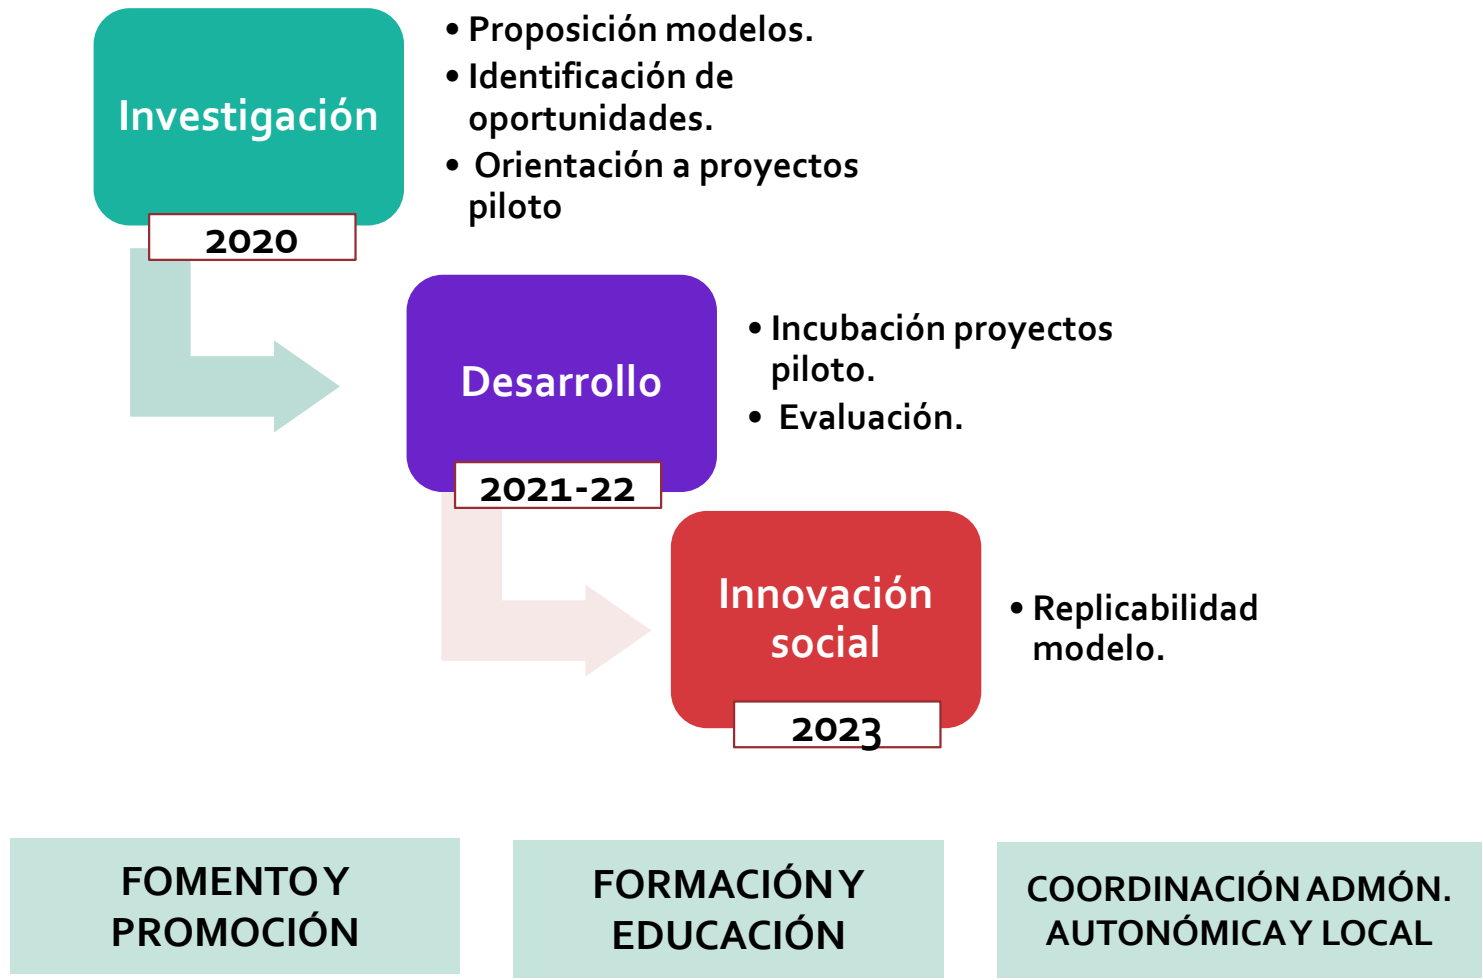 Investigación
2020
• Proposición modelos.
• Identificación de
oportunidades.
• Orientación a proyectos
piloto
Desarrollo
2021-22
• Incubación proyectos
piloto.
• Evaluación.
Innovación
social
2023
• Replicabilidad
modelo.
FOMENTO Y
PROMOCIÓN
FORMACIÓN Y
EDUCACIÓN
COORDINACIÓN ADMÓN.
AUTONÓMICA Y LOCAL